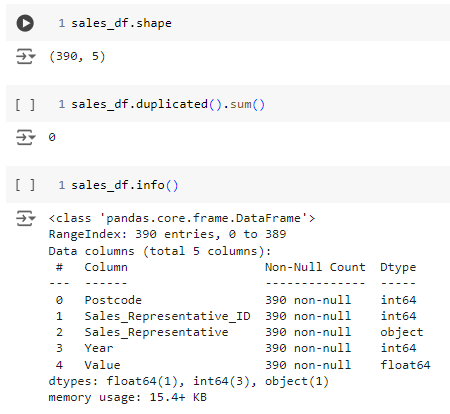 1 sales_df.shape
(390, 5)
[ ] 1 sales_df.duplicated().sum()
0
[ ] 1 sales_df.info()
<class 'pandas.core.frame.DataFrame'>
RangeIndex: 390 entries, 0 to 389
Data columns (total 5 columns):
 #   Column                   Non-Null Count  Dtype
---  ------                   --------------  -----
 0   Postcode                 390 non-null    int64
 1   Sales_Representative_ID  390 non-null    int64
 2   Sales_Representative     390 non-null    object
 3   Year                     390 non-null    int64
 4   Value                    390 non-null    float64
dtypes: float64(1), int64(3), object(1)
memory usage: 15.4+ KB